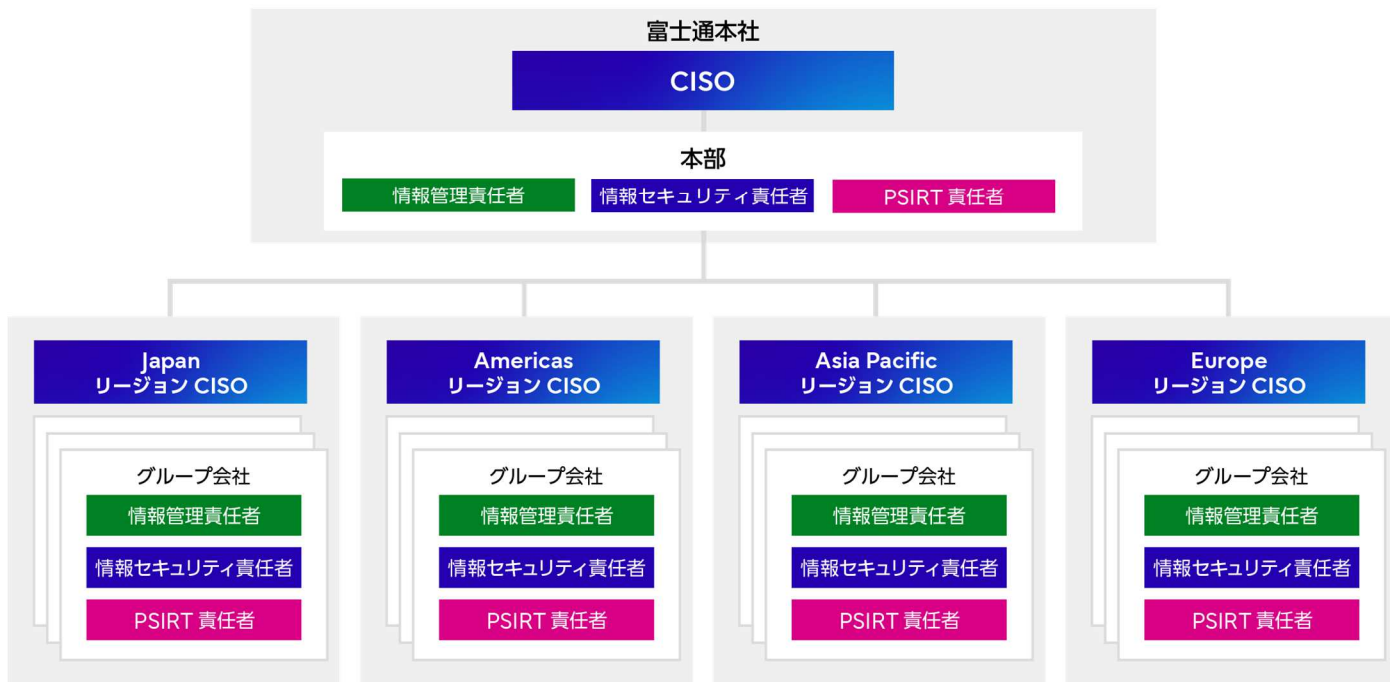 富士通本社
CISO
本部
情報管理責任者
情報セキュリティ責任者
PSIRT 責任者
Japan
リージョン CISO
グループ会社
情報管理責任者
情報セキュリティ責任者
PSIRT 責任者
Americas
リージョン CISO
グループ会社
情報管理責任者
情報セキュリティ責任者
PSIRT 責任者
Asia Pacific
リージョン CISO
グループ会社
情報管理責任者
情報セキュリティ責任者
PSIRT 責任者
Europe
リージョン CISO
グループ会社
情報管理責任者
情報セキュリティ責任者
PSIRT 責任者